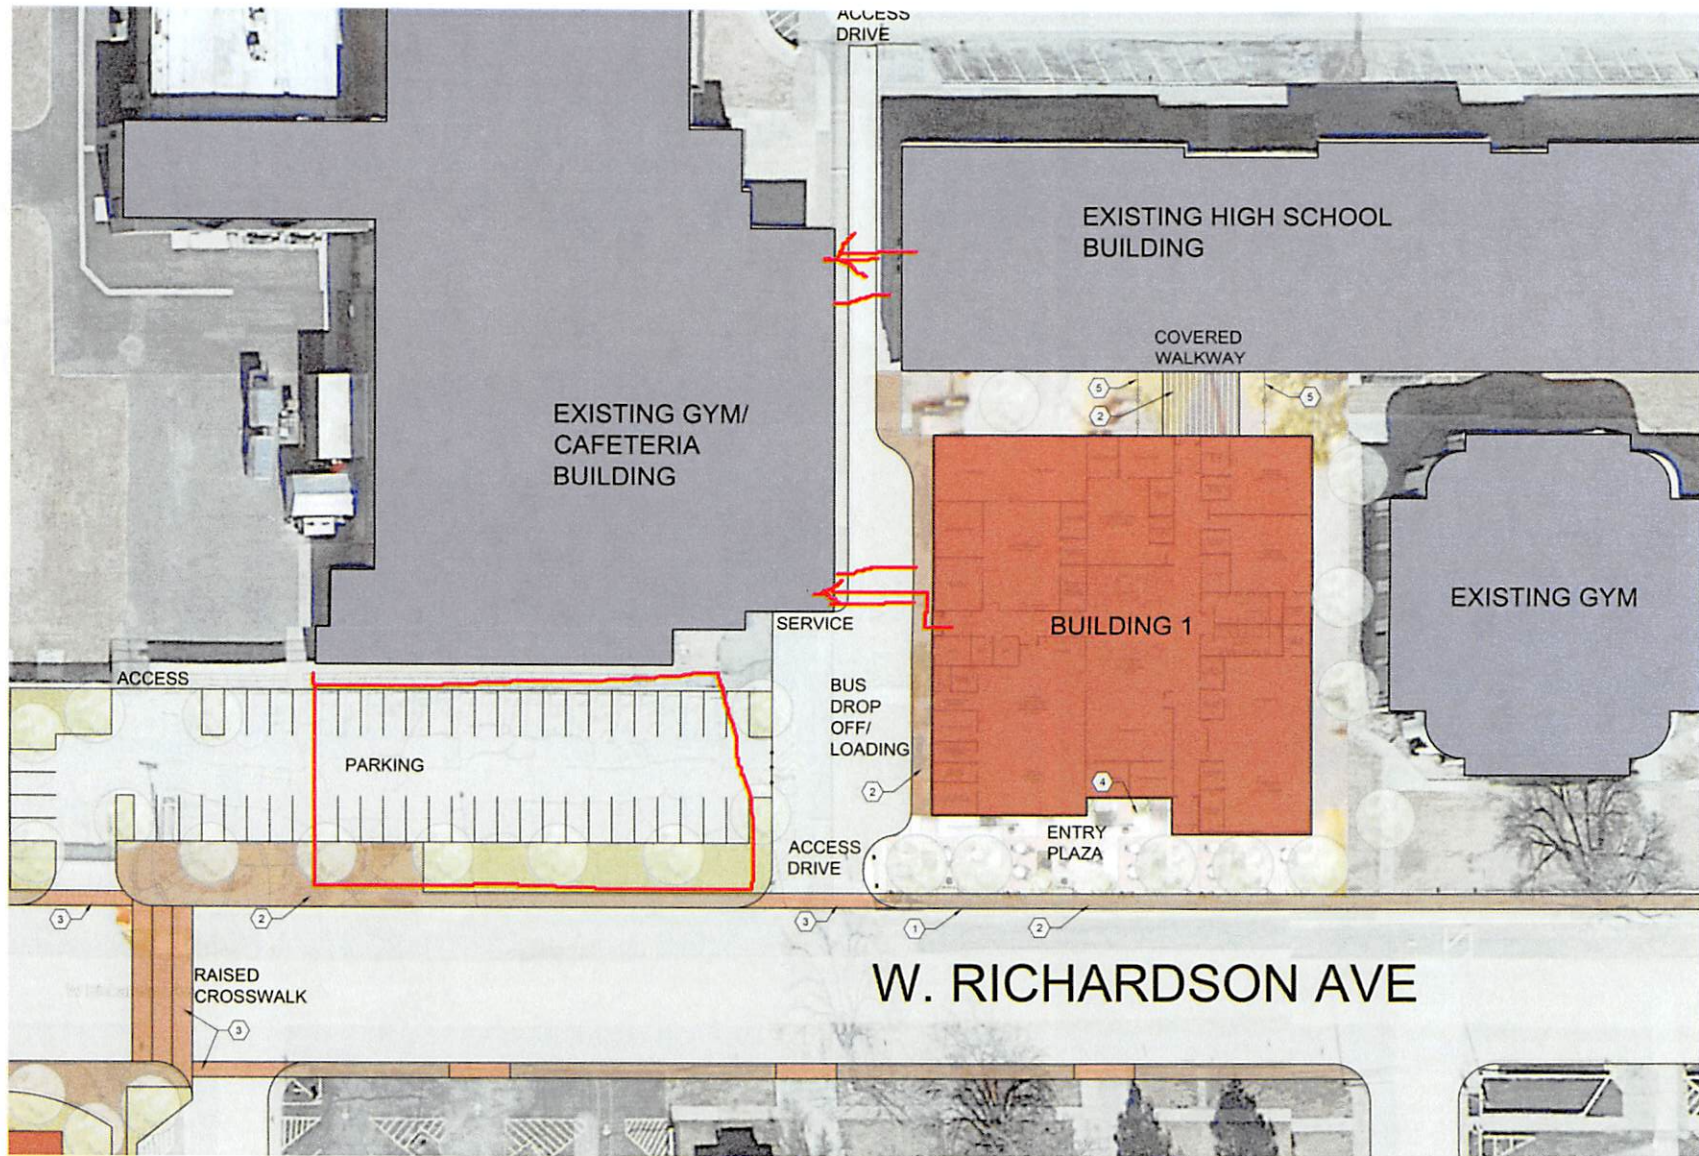 ACCESS
DRIVE
EXISTING HIGH SCHOOL
BUILDING
COVERED
WALKWAY
5
2
5
EXISTING GYM/
CAFETERIA
BUILDING
EXISTING GYM
BUILDING 1
SERVICE
ACCESS
BUS
DROP
OFF/
LOADING
PARKING
2
4
ENTRY
PLAZA
ACCESS
DRIVE
3
2
3
1
2
RAISED
CROSSWALK
3
W. RICHARDSON AVE